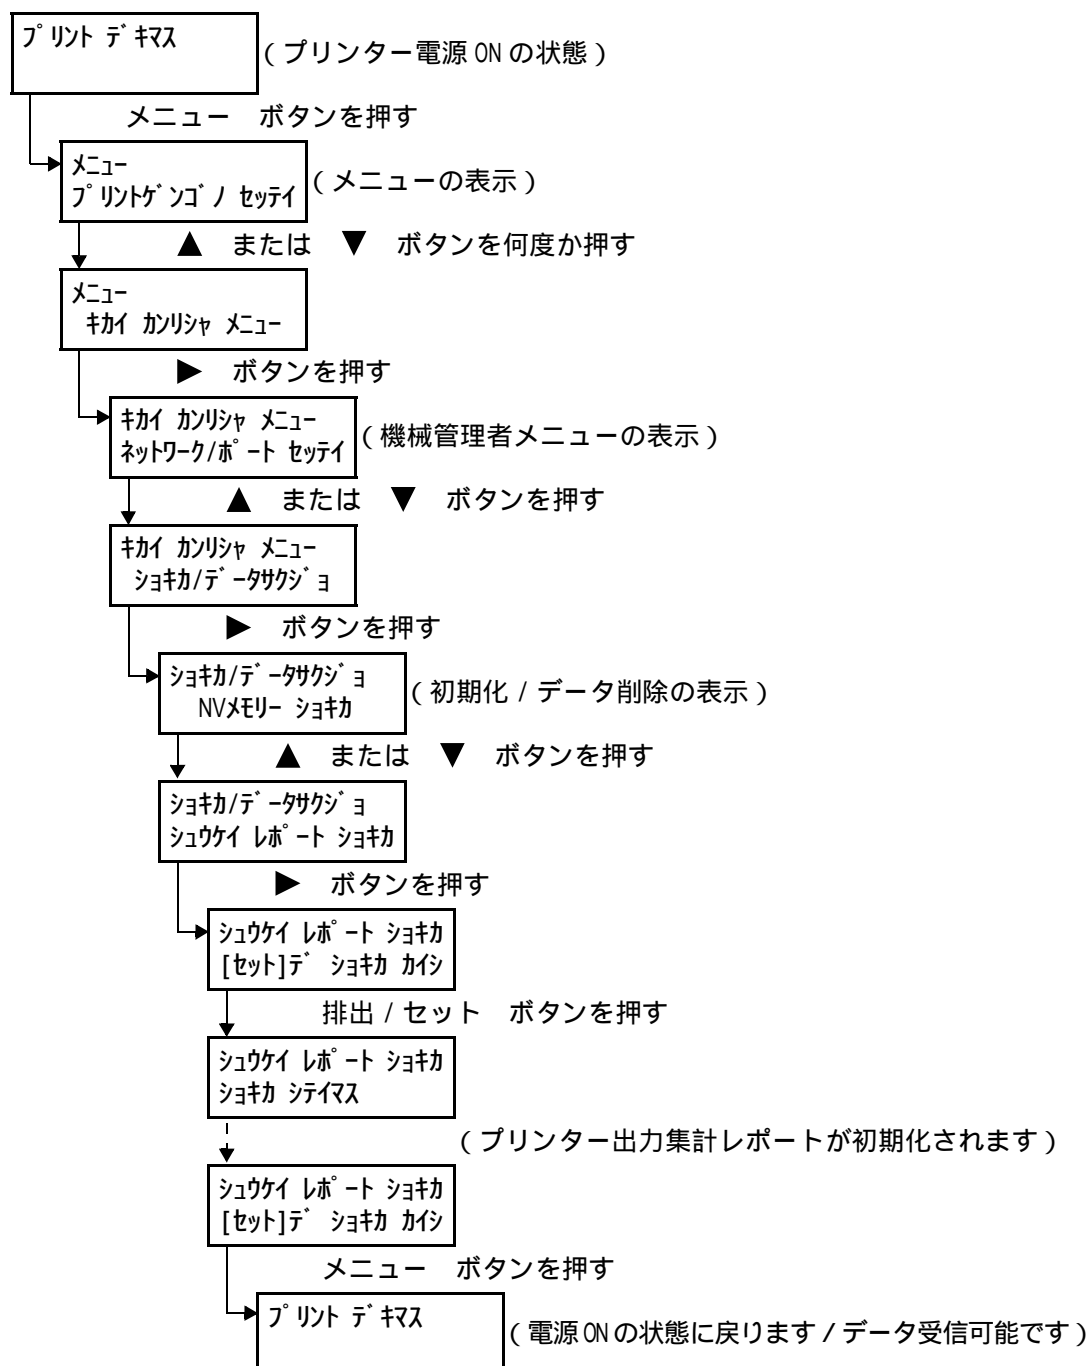 ﾌﾟﾘﾝﾄ ﾃﾞｷﾏｽ
（プリンター電源 ON の状態）
メニュー　ボタンを押す
ﾒﾆｭｰ
ﾌﾟﾘﾝﾄｹﾞﾝｺﾞﾉ ｾｯﾃｲ
（メニューの表示）
▲　または　▼　ボタンを何度か押す
ﾒﾆｭｰ
ｷｶｲ ｶﾝﾘｼｬ ﾒﾆｭｰ
▶　ボタンを押す
ｷｶｲ ｶﾝﾘｼｬ ﾒﾆｭｰ
ﾈｯﾄﾜｰｸ/ﾎﾟｰﾄ ｾｯﾃｲ
（機械管理者メニューの表示）
▲　または　▼　ボタンを押す
ｷｶｲ ｶﾝﾘｼｬ ﾒﾆｭｰ
ｼｮｷｶ/ﾃﾞｰﾀｻｸｼﾞｮ
▶　ボタンを押す
ｼｮｷｶ/ﾃﾞｰﾀｻｸｼﾞｮ
NVﾒﾓﾘｰ ｼｮｷｶ
（初期化 / データ削除の表示）
▲　または　▼　ボタンを押す
ｼｮｷｶ/ﾃﾞｰﾀｻｸｼﾞｮ
ｼｭｳｹｲ ﾚﾎﾟｰﾄ ｼｮｷｶ
▶　ボタンを押す
ｼｭｳｹｲ ﾚﾎﾟｰﾄ ｼｮｷｶ
[ｾｯﾄ]ﾃﾞ ｼｮｷｶ ｶｲｼ
排出 / セット　ボタンを押す
ｼｭｳｹｲ ﾚﾎﾟｰﾄ ｼｮｷｶ
ｼｮｷｶ ｼﾃｲﾏｽ
（プリンター出力集計レポートが初期化されます）
ｼｭｳｹｲ ﾚﾎﾟｰﾄ ｼｮｷｶ
[ｾｯﾄ]ﾃﾞ ｼｮｷｶ ｶｲｼ
メニュー　ボタンを押す
ﾌﾟﾘﾝﾄ ﾃﾞｷﾏｽ
（電源 ON の状態に戻ります / データ受信可能です）